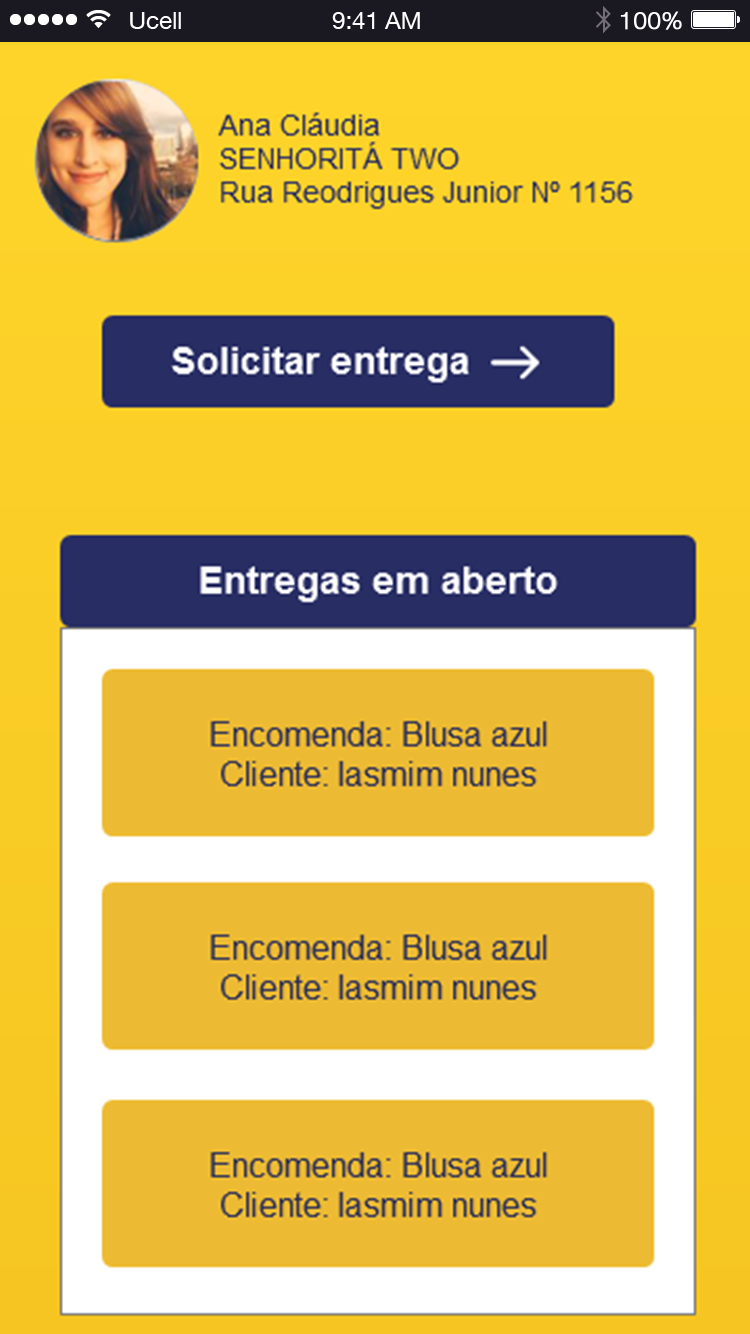 Ucell 9:41 AM 100%
Ana Cláudia
SENHORITÁ TWO
Rua Reodrigues Junior Nº 1156
Solicitar entrega
Entregas em aberto
Encomenda: Blusa azul
Cliente: Iasmim nunes
Encomenda: Blusa azul
Cliente: Iasmim nunes
Encomenda: Blusa azul
Cliente: Iasmim nunes